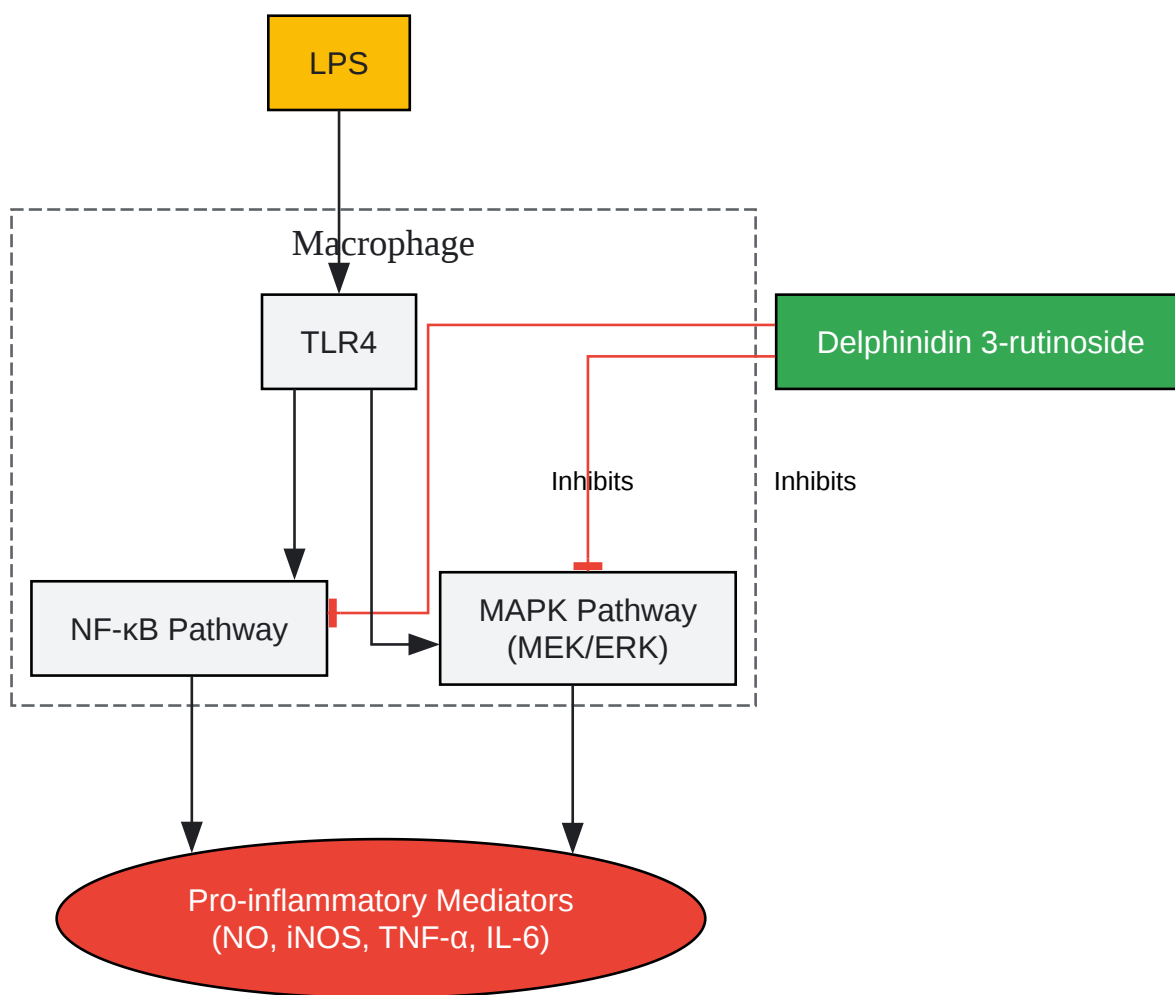 LPS
Macrophage
TLR4
Delphinidin 3-rutinoside
Inhibits
Inhibits
NF-κB Pathway
MAPK Pathway
(MEK/ERK)
Pro-inflammatory Mediators
(NO, iNOS, TNF-α, IL-6)